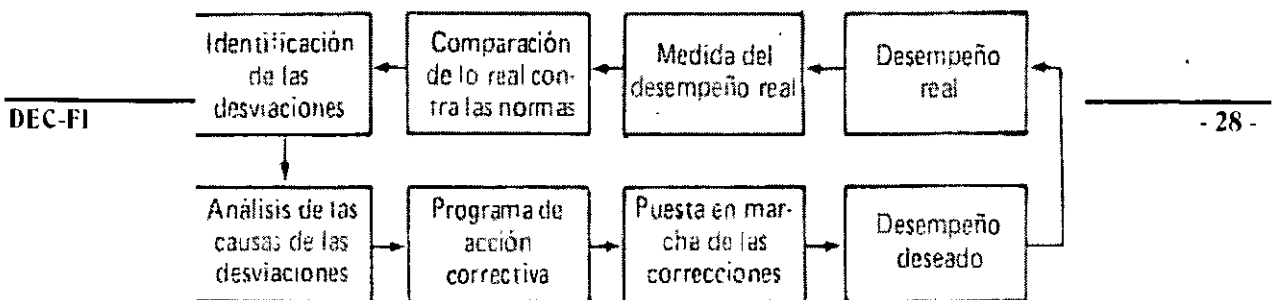 Identificación
de las
desviaciones
Comparación
de lo real con-
tra las normas
Medida del
desempeño real
Desempeño
real
DEC-FI
- 28 -
Análisis de las
causas de las
desviaciones
Programa de
acción
correctiva
Puesta en mar-
cha de las
correcciones
Desempeño
deseado